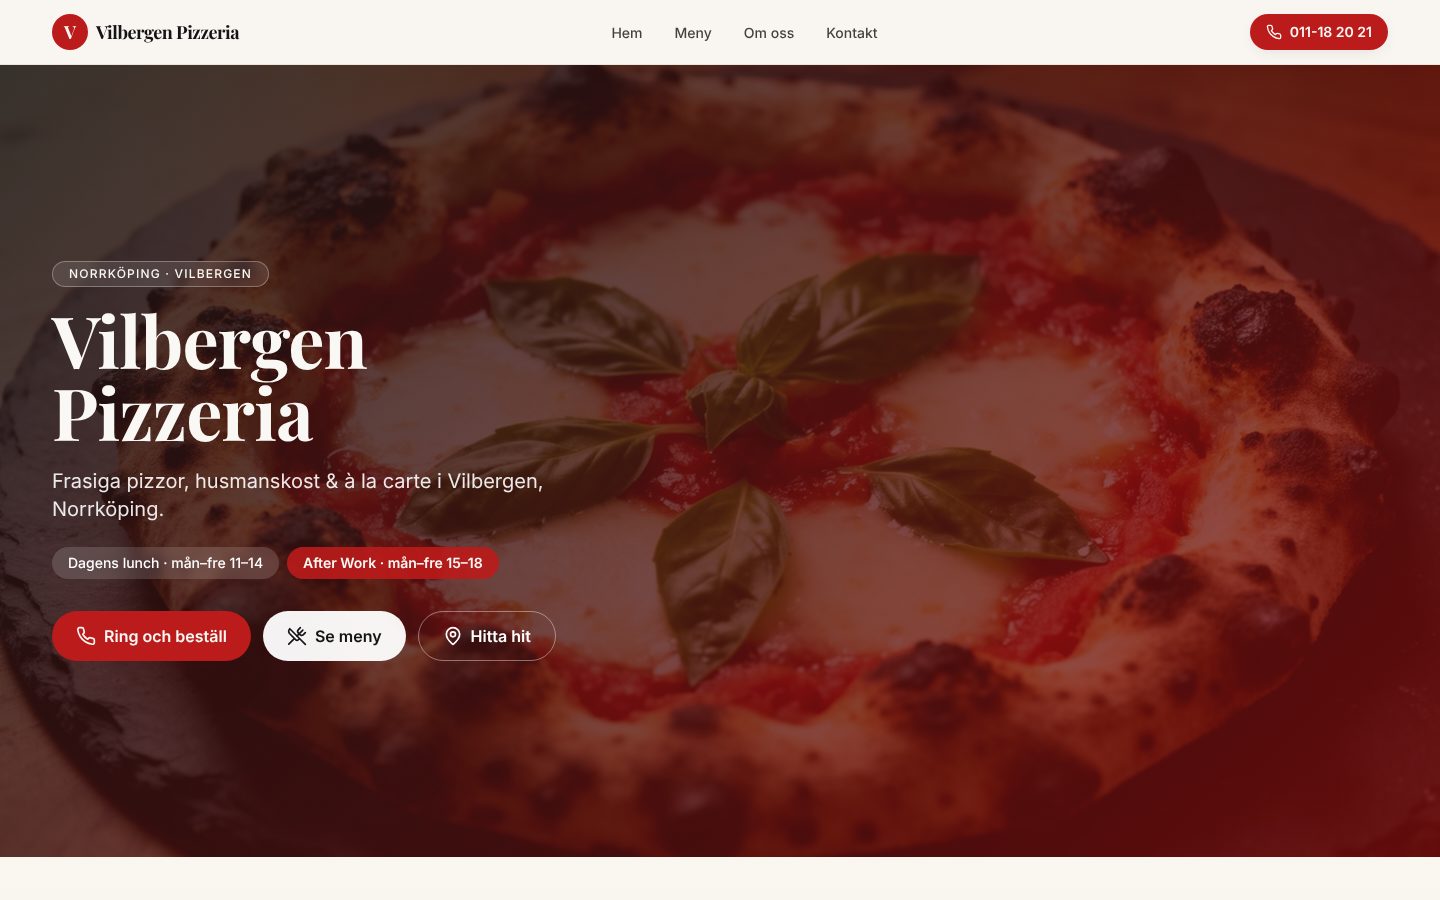 V
Vilbergen Pizzeria
Hem
Meny
Om oss
Kontakt
011-18 20 21
NORRKÖPING · VILBERGEN
Vilbergen
Pizzeria
Frasiga pizzor, husmanskost & à la carte i Vilbergen,
Norrköping.
Dagens lunch · mån–fre 11–14
After Work · mån–fre 15–18
Ring och beställ
Se meny
Hitta hit